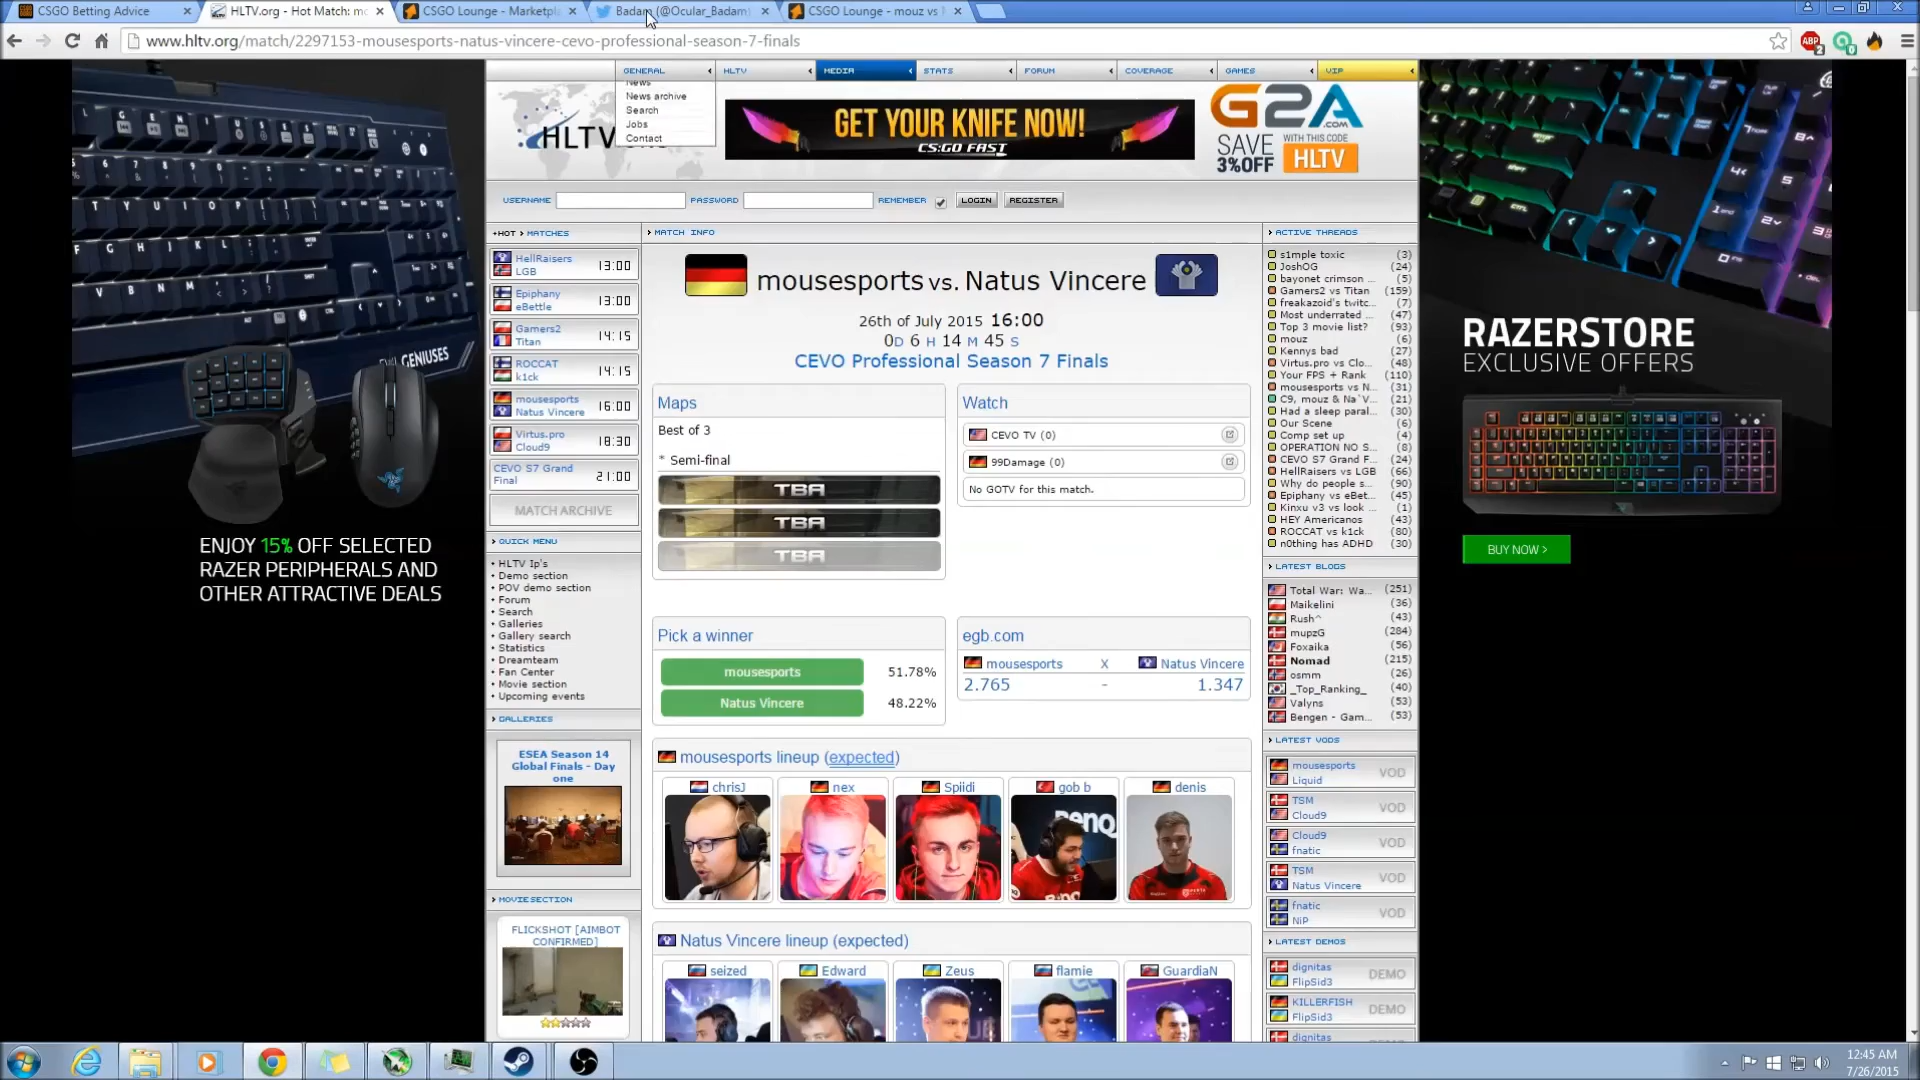 CSGO Betting Advice
HLTV.org - Hot Match: mo
CSGO Lounge - Marketpl
Badam (@Ocular_Badam)
CSGO Lounge - mouz vs
www.hltv.org/match/2297153-mousesports-natus-vincere-cevo-professional-season-7-finals
GENERAL
HLTV
MEDIA
STATS
FORUM
COVERAGE
GAMES
VIP
News
News archive
Search
Jobs
Contact
HLTV
GET YOUR KNIFE NOW!
CS:GO FAST
G2A.COM
SAVE 3%OFF
WITH THIS CODE
HLTV
USERNAME
PASSWORD
REMEMBER
LOGIN
REGISTER
+HOT > MATCHES
HellRaisers
LGB
13:00
Epiphany
eBettle
13:00
Gamers2
Titan
14:15
ROCCAT
k1ck
14:15
mousesports
Natus Vincere
16:00
Virtus.pro
Cloud9
18:30
CEVO S7 Grand
Final
21:00
MATCH ARCHIVE
QUICK MENU
HLTV Ip's
Demo section
POV demo section
Forum
Search
Galleries
Gallery search
Statistics
Dreamteam
Fan Center
Movie section
Upcoming events
GALLERIES
ESEA Season 14
Global Finals - Day
one
MOVIESECTION
FLICKSHOT [AIMBOT
CONFIRMED]
MATCH INFO
mousesports vs. Natus Vincere
26th of July 2015 16:00
0D 6 H 14 M 45 S
CEVO Professional Season 7 Finals
Maps
Best of 3
* Semi-final
TBA
TBA
TBA
Watch
CEVO TV (0)
99Damage (0)
No GOTV for this match.
Pick a winner
mousesports 51.78%
Natus Vincere 48.22%
egb.com
mousesports X Natus Vincere
2.765 - 1.347
mousesports lineup (expected)
chrisJ
nex
Spiidi
gob b
denis
BenQ
Natus Vincere lineup (expected)
seized
Edward
Zeus
flamie
GuardiaN
ACTIVE THREADS
s1mple toxic (3)
JoshOG (24)
bayonet crimson ... (5)
Gamers2 vs Titan (159)
freakazoid's twitc... (7)
Most underrated ... (47)
Top 3 movie list? (93)
mouz (6)
Kennys bad (27)
Virtus.pro vs Clo... (48)
Your FPS + Rank (110)
mousesports vs N... (31)
C9, mouz & Na`V... (21)
Had a sleep paral... (30)
Our Scene (6)
Comp set up (4)
OPERATION NO S... (8)
CEVO S7 Grand F... (24)
HellRaisers vs LGB (66)
Why do people s... (90)
Epiphany vs eBet... (45)
Kinxu v3 vs look ... (1)
HEY Americanos (43)
ROCCAT vs k1ck (80)
n0thing has ADHD (30)
LATEST BLOGS
Total War: Wa... (251)
Maikelini (36)
Rush^ (43)
mupzG (284)
Foxaika (56)
Nomad (215)
osmm (26)
_Top_Ranking_ (40)
Valyns (53)
Bengen - Gam... (53)
LATEST VODS
mousesports
Liquid
VOD
TSM
Cloud9
VOD
Cloud9
fnatic
VOD
TSM
Natus Vincere
VOD
fnatic
NiP
VOD
LATEST DEMOS
dignitas
FlipSid3
DEMO
KILLERFISH
FlipSid3
DEMO
dignitas
ENJOY 15% OFF SELECTED
RAZER PERIPHERALS AND
OTHER ATTRACTIVE DEALS
RAZERSTORE
EXCLUSIVE OFFERS
BUY NOW >
12:45 AM
7/26/2015